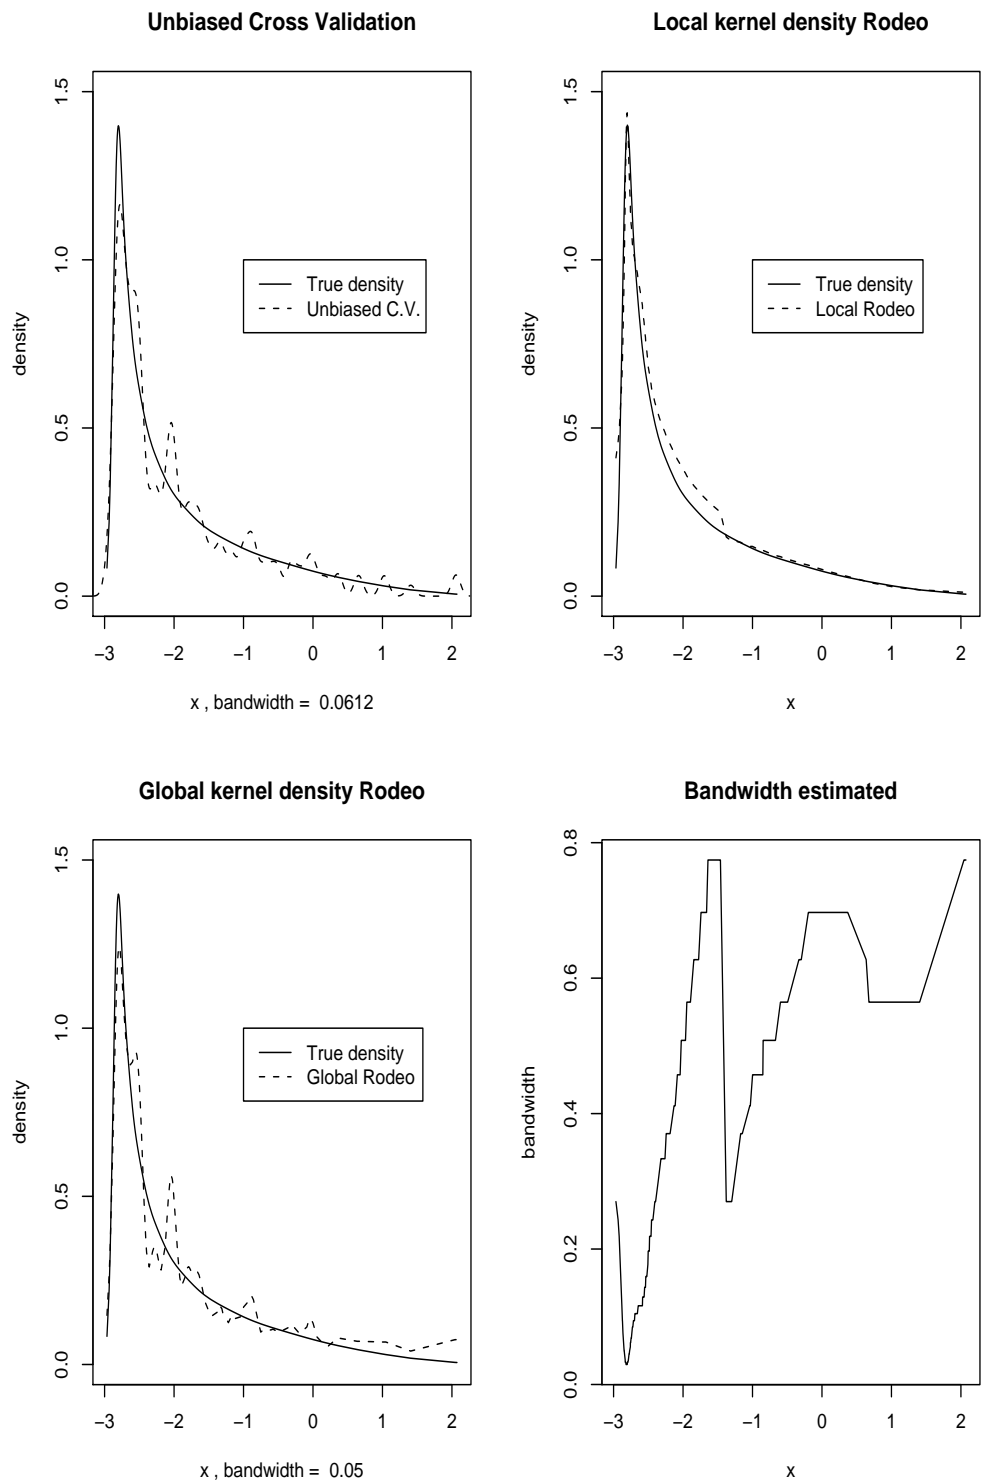 Unbiased Cross Validation
1.5
1.0
0.5
0.0
density
True density
Unbiased C.V.
−3 −2 −1 0 1 2
x , bandwidth = 0.0612
Local kernel density Rodeo
1.5
1.0
0.5
0.0
density
True density
Local Rodeo
−3 −2 −1 0 1 2
x
Global kernel density Rodeo
1.5
1.0
0.5
0.0
density
True density
Global Rodeo
−3 −2 −1 0 1 2
x , bandwidth = 0.05
Bandwidth estimated
0.8
0.6
0.4
0.2
0.0
bandwidth
−3 −2 −1 0 1 2
x